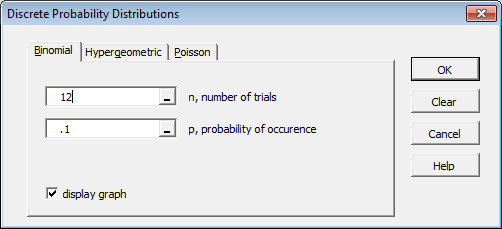 Discrete Probability Distributions
Binomial Hypergeometric Poisson
12 n, number of trials
.1 p, probability of occurence
display graph
OK
Clear
Cancel
Help